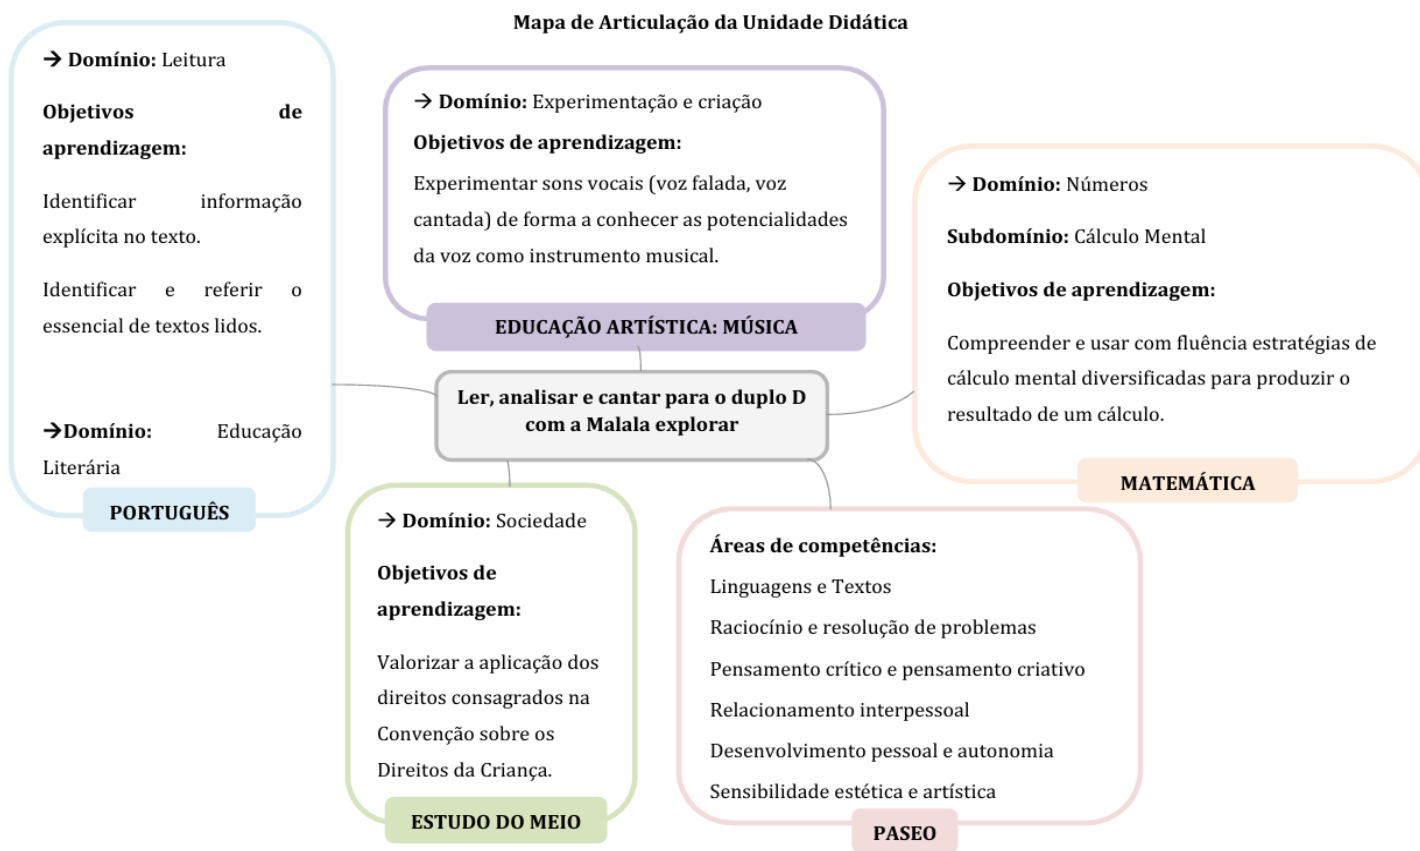 Mapa de Articulação da Unidade Didática
→ Domínio: Leitura
Objetivos de
aprendizagem:
Identificar informação
explícita no texto.
Identificar e referir o
essencial de textos lidos.
→Domínio: Educação
Literária
PORTUGUÊS
→ Domínio: Experimentação e criação
Objetivos de aprendizagem:
Experimentar sons vocais (voz falada, voz
cantada) de forma a conhecer as potencialidades
da voz como instrumento musical.
EDUCAÇÃO ARTÍSTICA: MÚSICA
→ Domínio: Números
Subdomínio: Cálculo Mental
Objetivos de aprendizagem:
Compreender e usar com fluência estratégias de
cálculo mental diversificadas para produzir o
resultado de um cálculo.
MATEMÁTICA
Ler, analisar e cantar para o duplo D
com a Malala explorar
→ Domínio: Sociedade
Objetivos de
aprendizagem:
Valorizar a aplicação dos
direitos consagrados na
Convenção sobre os
Direitos da Criança.
ESTUDO DO MEIO
Áreas de competências:
Linguagens e Textos
Raciocínio e resolução de problemas
Pensamento crítico e pensamento criativo
Relacionamento interpessoal
Desenvolvimento pessoal e autonomia
Sensibilidade estética e artística
PASEO